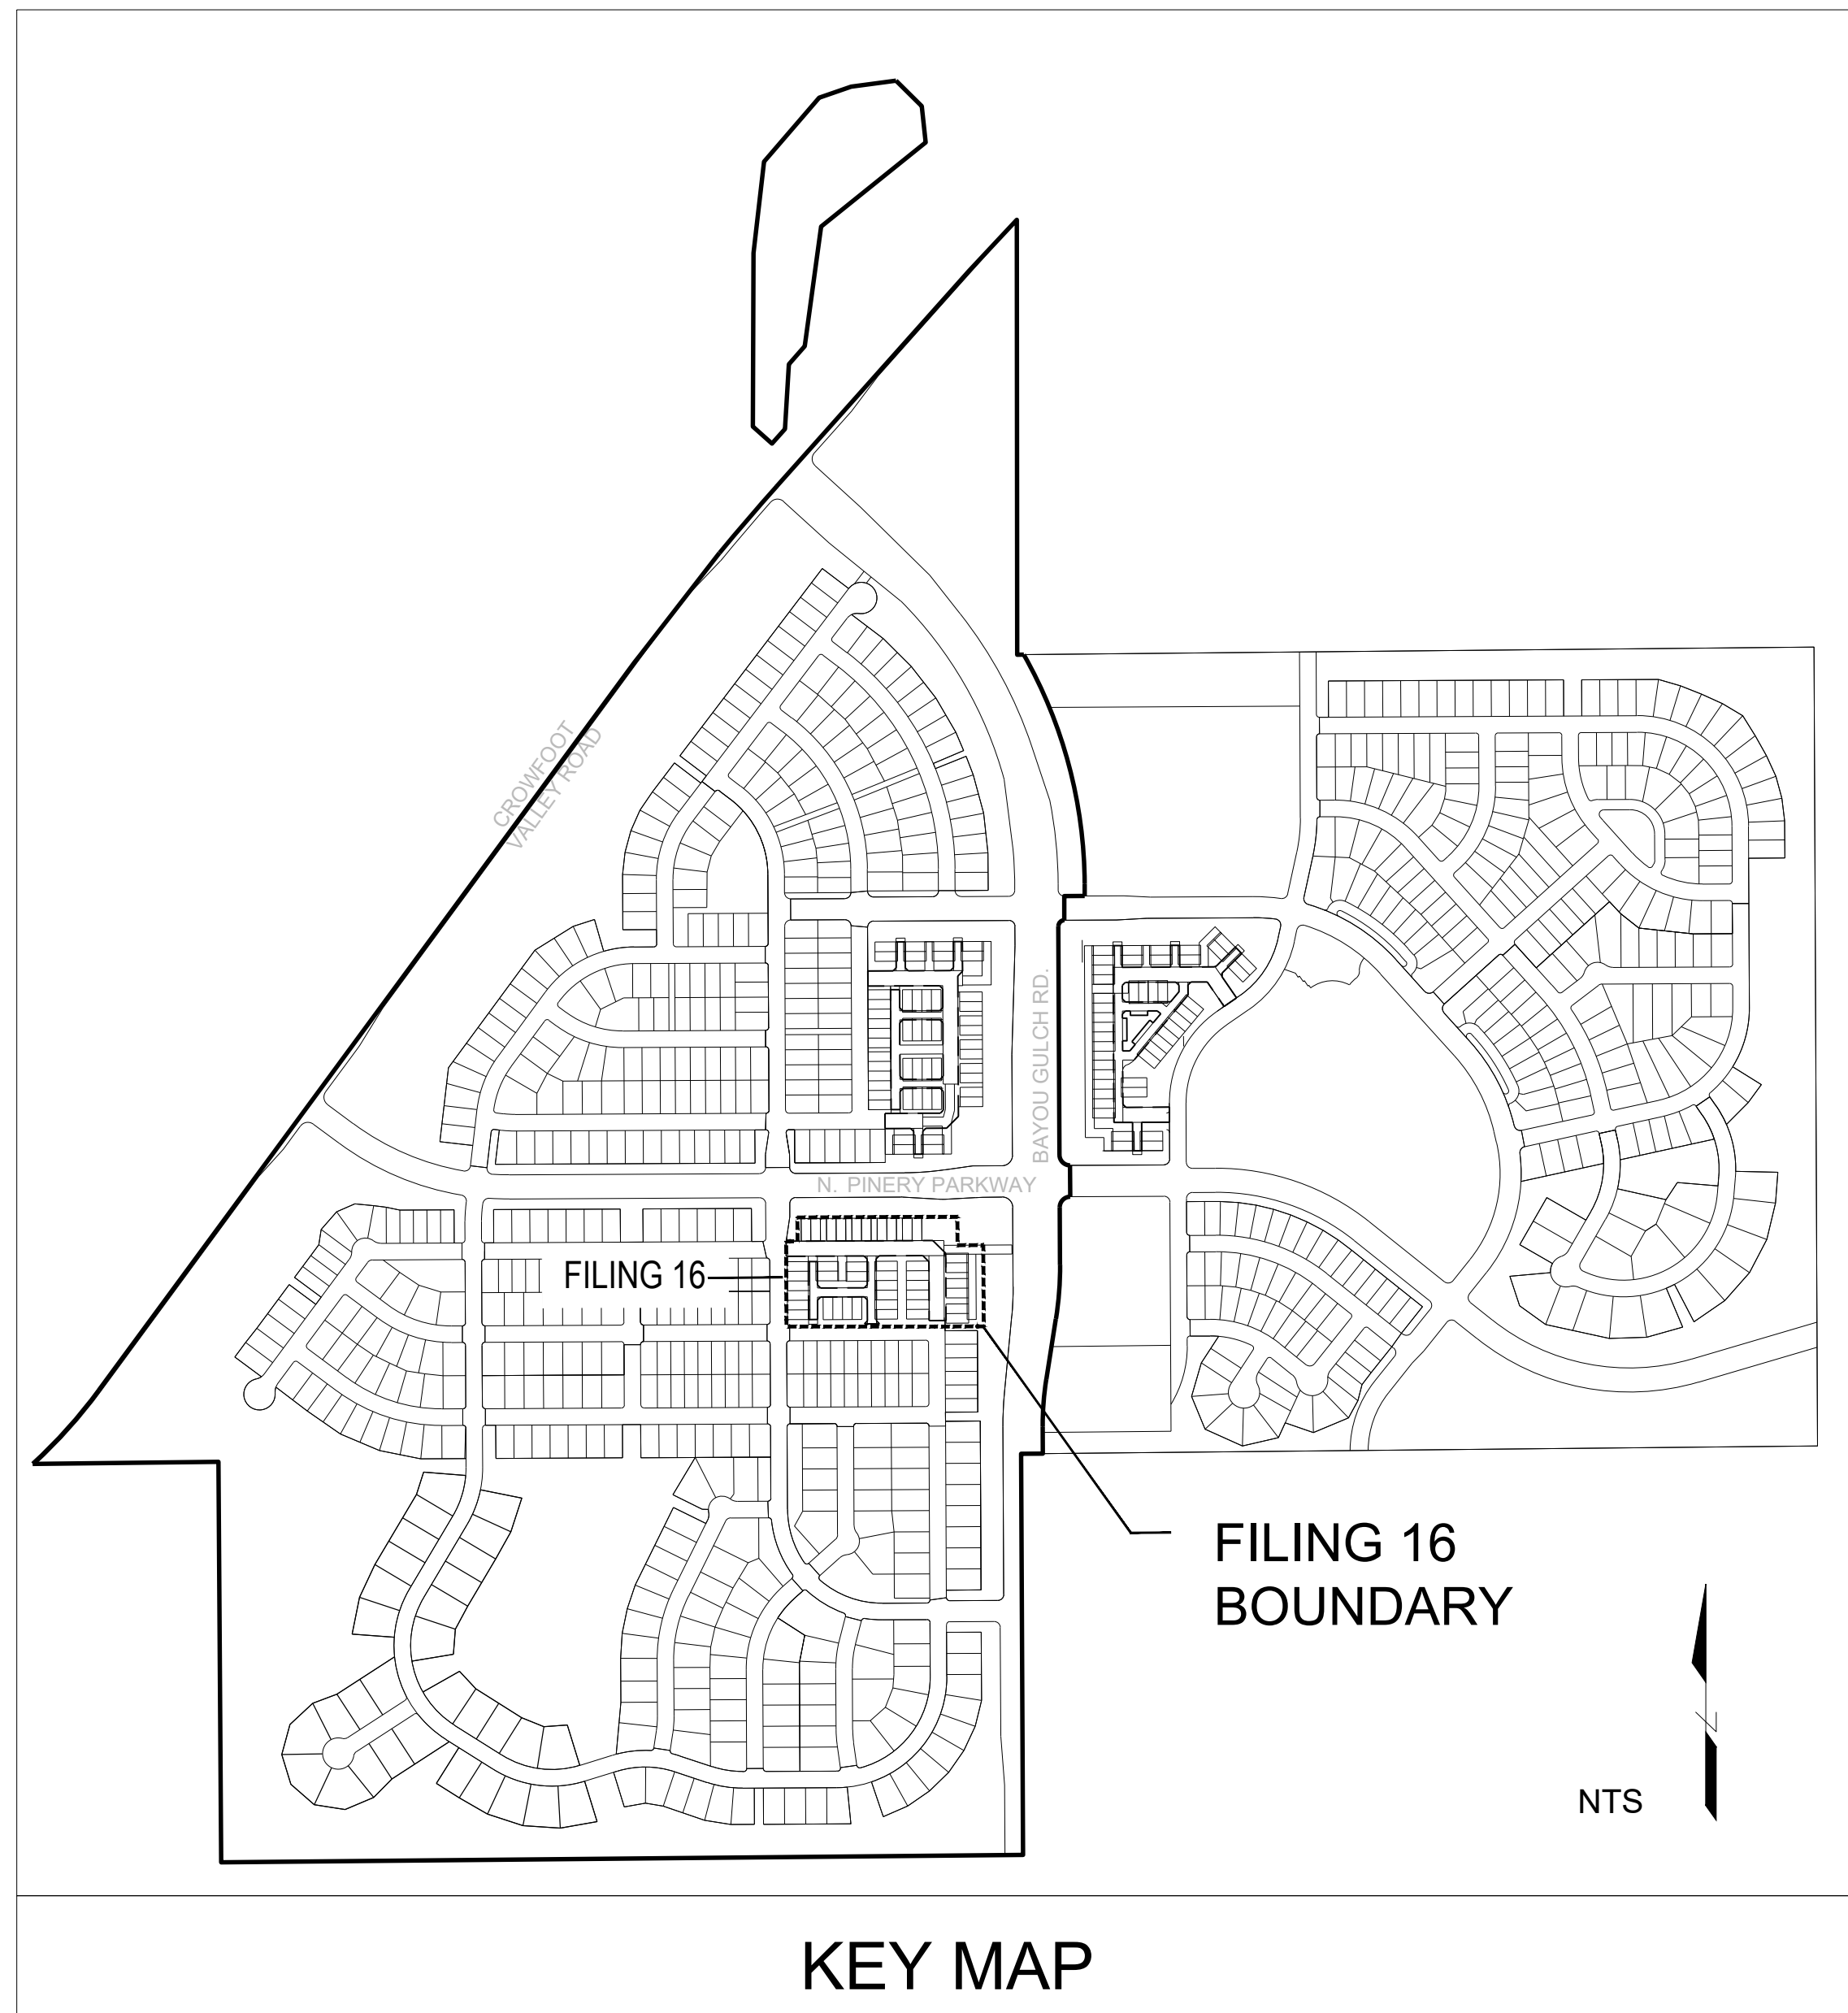 CROWFOOT
VALLEY ROAD
BAYOU GULCH RD.
N. PINERY PARKWAY
FILING 16
FILING 16
BOUNDARY
NTS
KEY MAP